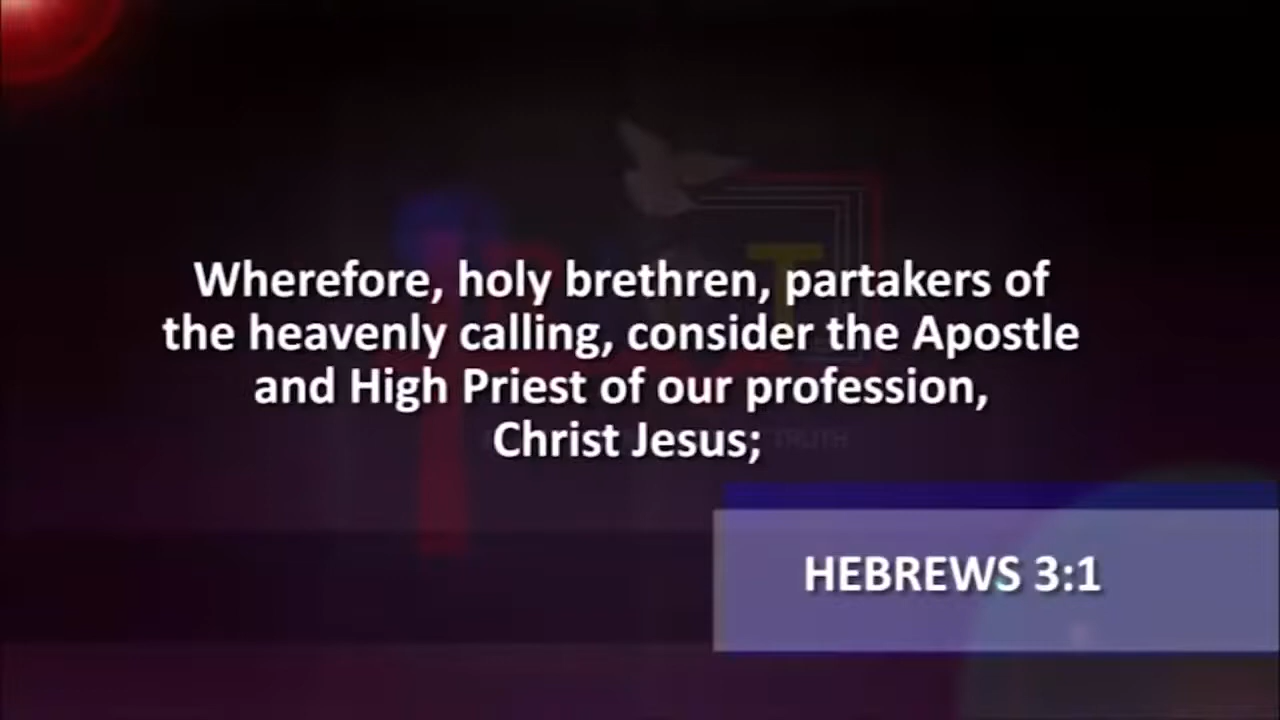 Wherefore, holy brethren, partakers of
the heavenly calling, consider the Apostle
and High Priest of our profession,
Christ Jesus;
TRUTH
HEBREWS 3:1